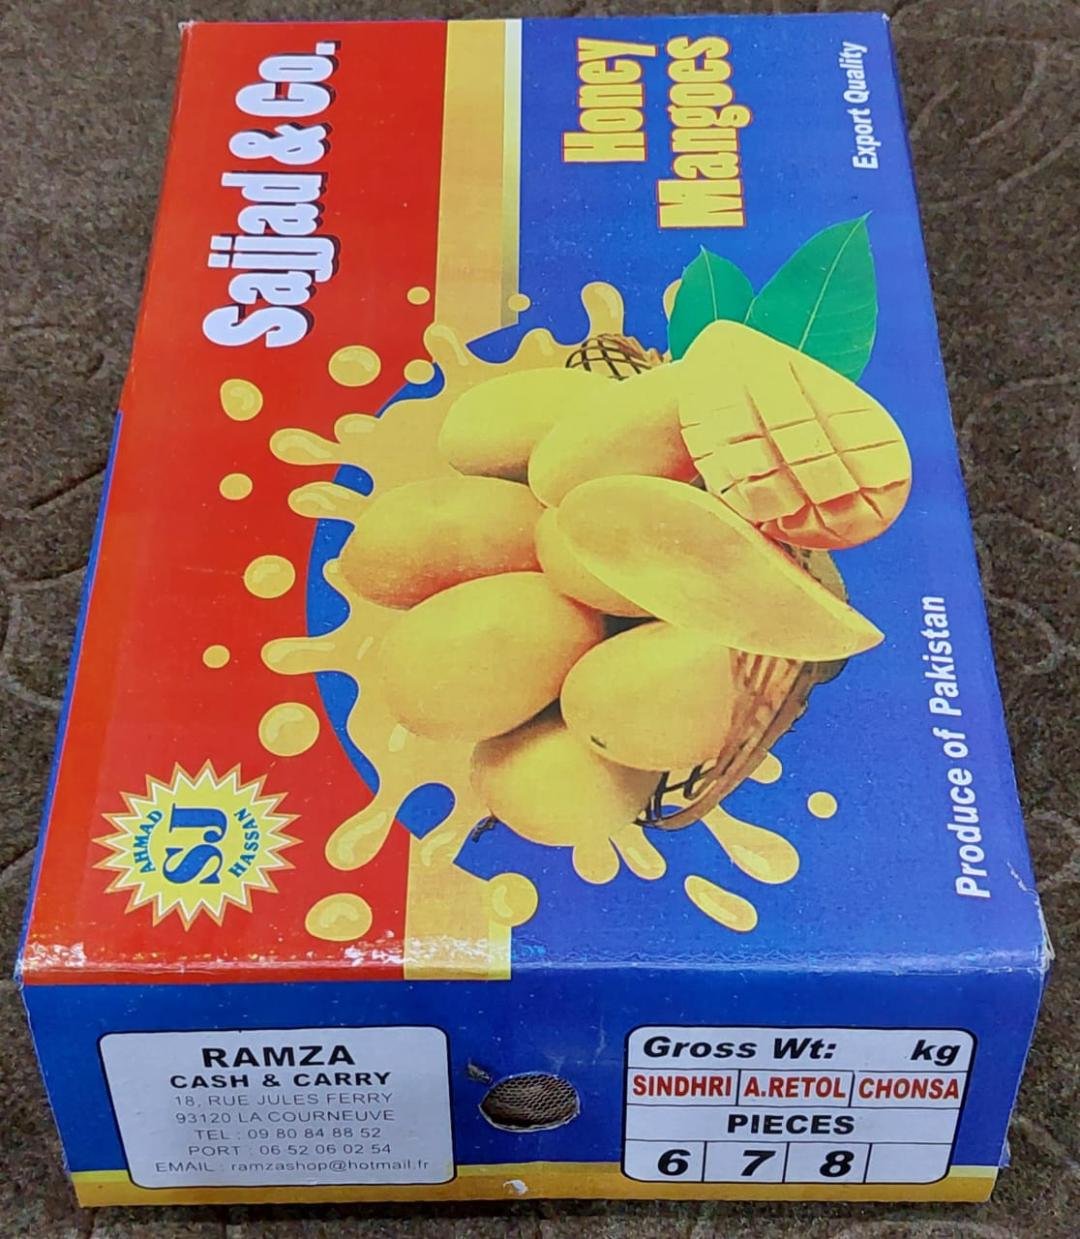 Sajjad & Co.
Honey
Mangoes
Export Quality
Produce of Pakistan
AHMAD
SJ
HASSAN
RAMZA
CASH & CARRY
18, RUE JULES FERRY
93120 LA COURNEUVE
TEL : 09 80 84 88 52
PORT : 06 52 06 02 54
EMAIL : ramzashop@hotmail.fr
Gross Wt: kg
SINDHRI A.RETOL CHONSA
PIECES
6 7 8